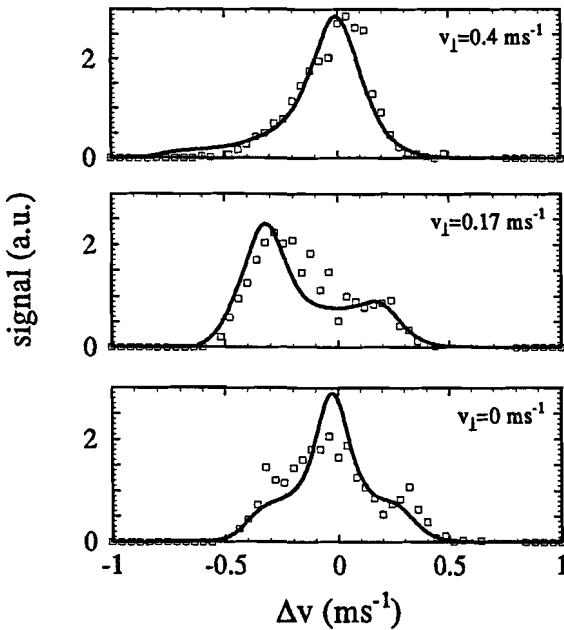 v⊥=0.4 ms⁻¹
2
0
v⊥=0.17 ms⁻¹
2
0
signal (a.u.)
v⊥=0 ms⁻¹
2
0
-1 -0.5 0 0.5 1
Δv (ms⁻¹)